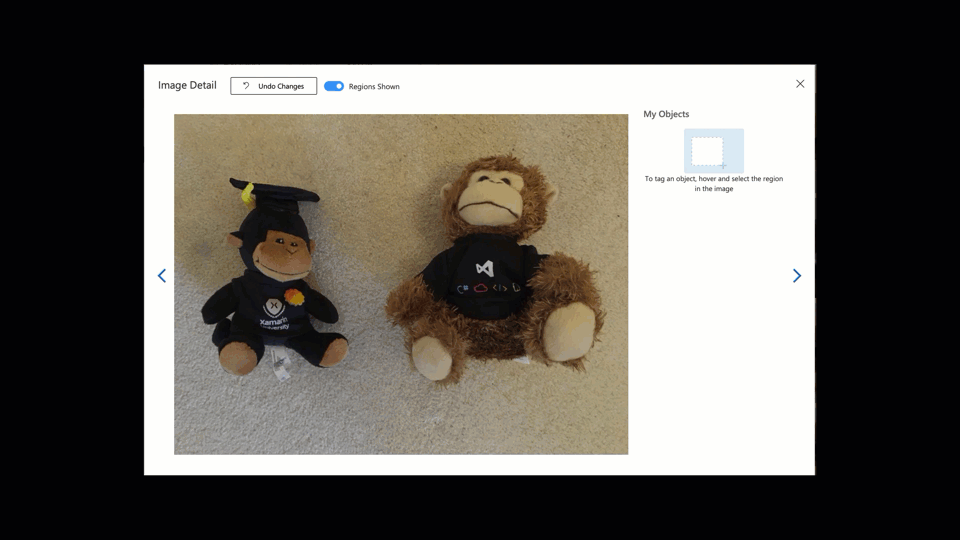 Image Detail
Undo Changes
Regions Shown
My Objects
To tag an object, hover and select the region
in the image
Xamarin
University
C# </>